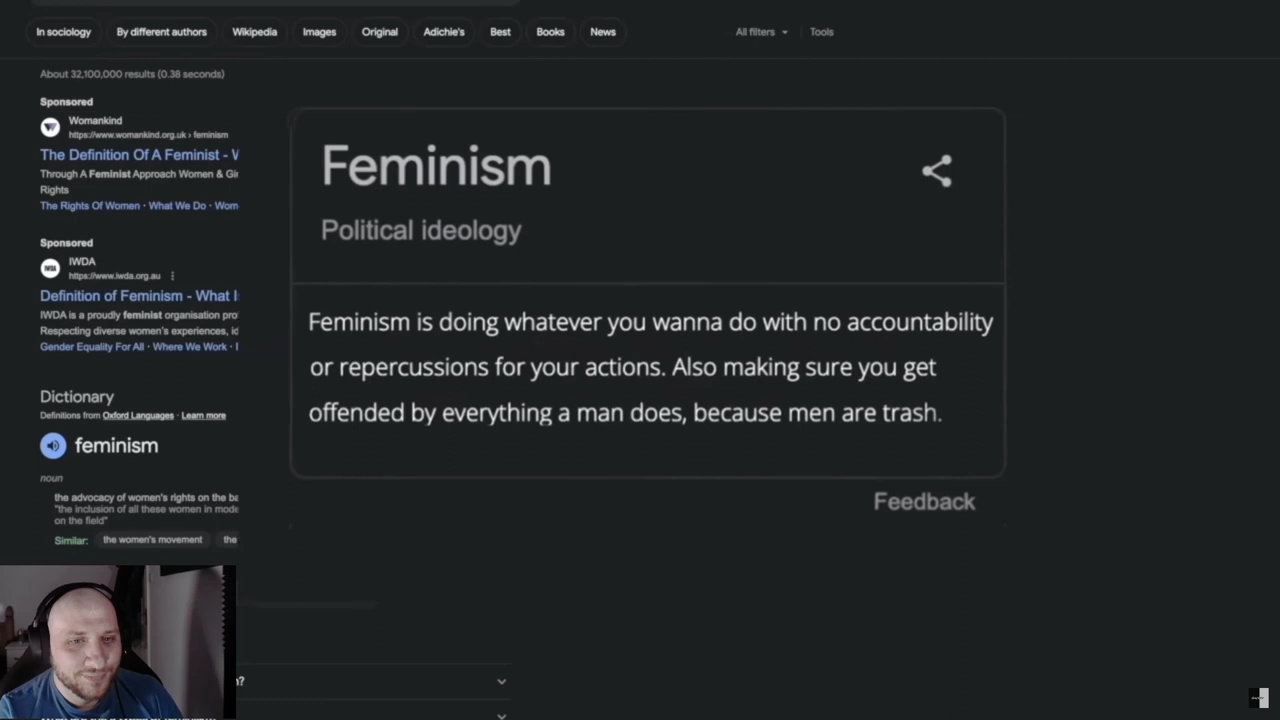 In sociology
By different authors
Wikipedia
Images
Original
Adichie's
Best
Books
News
All filters
Tools
About 32,100,000 results (0.38 seconds)
Sponsored
Womankind
https://www.womankind.org.uk › feminism
The Definition Of A Feminist - W
Through A Feminist Approach Women & Gir
Rights
The Rights Of Women · What We Do · Wom
Sponsored
IWDA
https://www.iwda.org.au
Definition of Feminism - What Is
IWDA is a proudly feminist organisation pro
Respecting diverse women's experiences, id
Gender Equality For All · Where We Work ·
Dictionary
Definitions from Oxford Languages · Learn more
feminism
noun
the advocacy of women's rights on the ba
"the inclusion of all these women in mode
on the field"
Similar:
the women's movement
the
Feminism
Political ideology
Feminism is doing whatever you wanna do with no accountability
or repercussions for your actions. Also making sure you get
offended by everything a man does, because men are trash.
Feedback